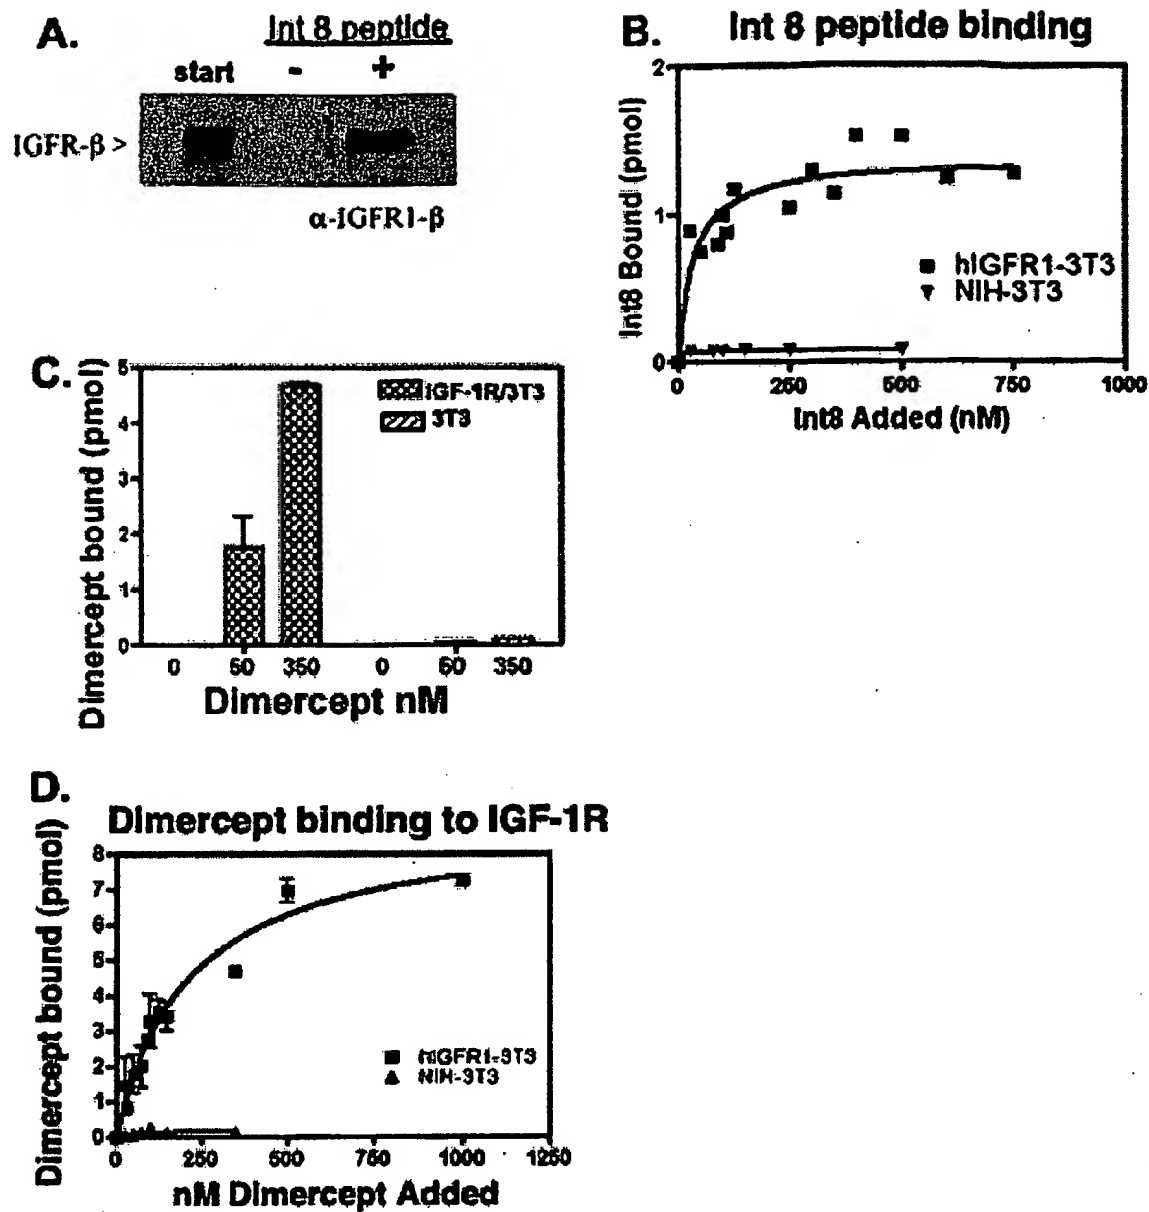 A.
Int 8 peptide
start - +
IGFR-β >
α-IGFR1-β
B.
Int 8 peptide binding
Int8 Bound (pmol)
2
1
0
hIGFR1-3T3
NIH-3T3
0 250 500 750 1000
Int8 Added (nM)
C.
Dimercept bound (pmol)
5
4
3
2
1
0
IGF-1R/3T3
3T3
0 50 350 0 50 350
Dimercept nM
D.
Dimercept binding to IGF-1R
Dimercept bound (pmol)
8
7
6
5
4
3
2
1
0
hIGFR1-3T3
NIH-3T3
0 250 500 750 1000 1250
nM Dimercept Added